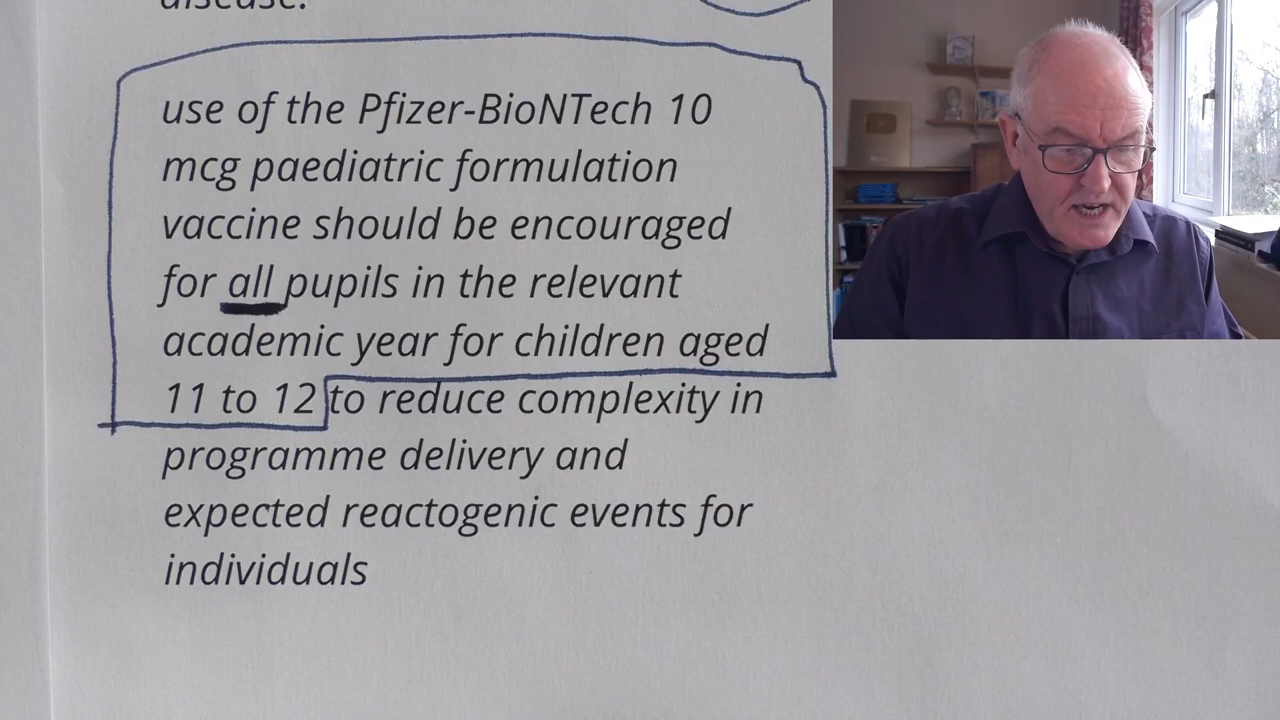 disease.
use of the Pfizer-BioNTech 10
mcg paediatric formulation
vaccine should be encouraged
for all pupils in the relevant
academic year for children aged
11 to 12 to reduce complexity in
programme delivery and
expected reactogenic events for
individuals